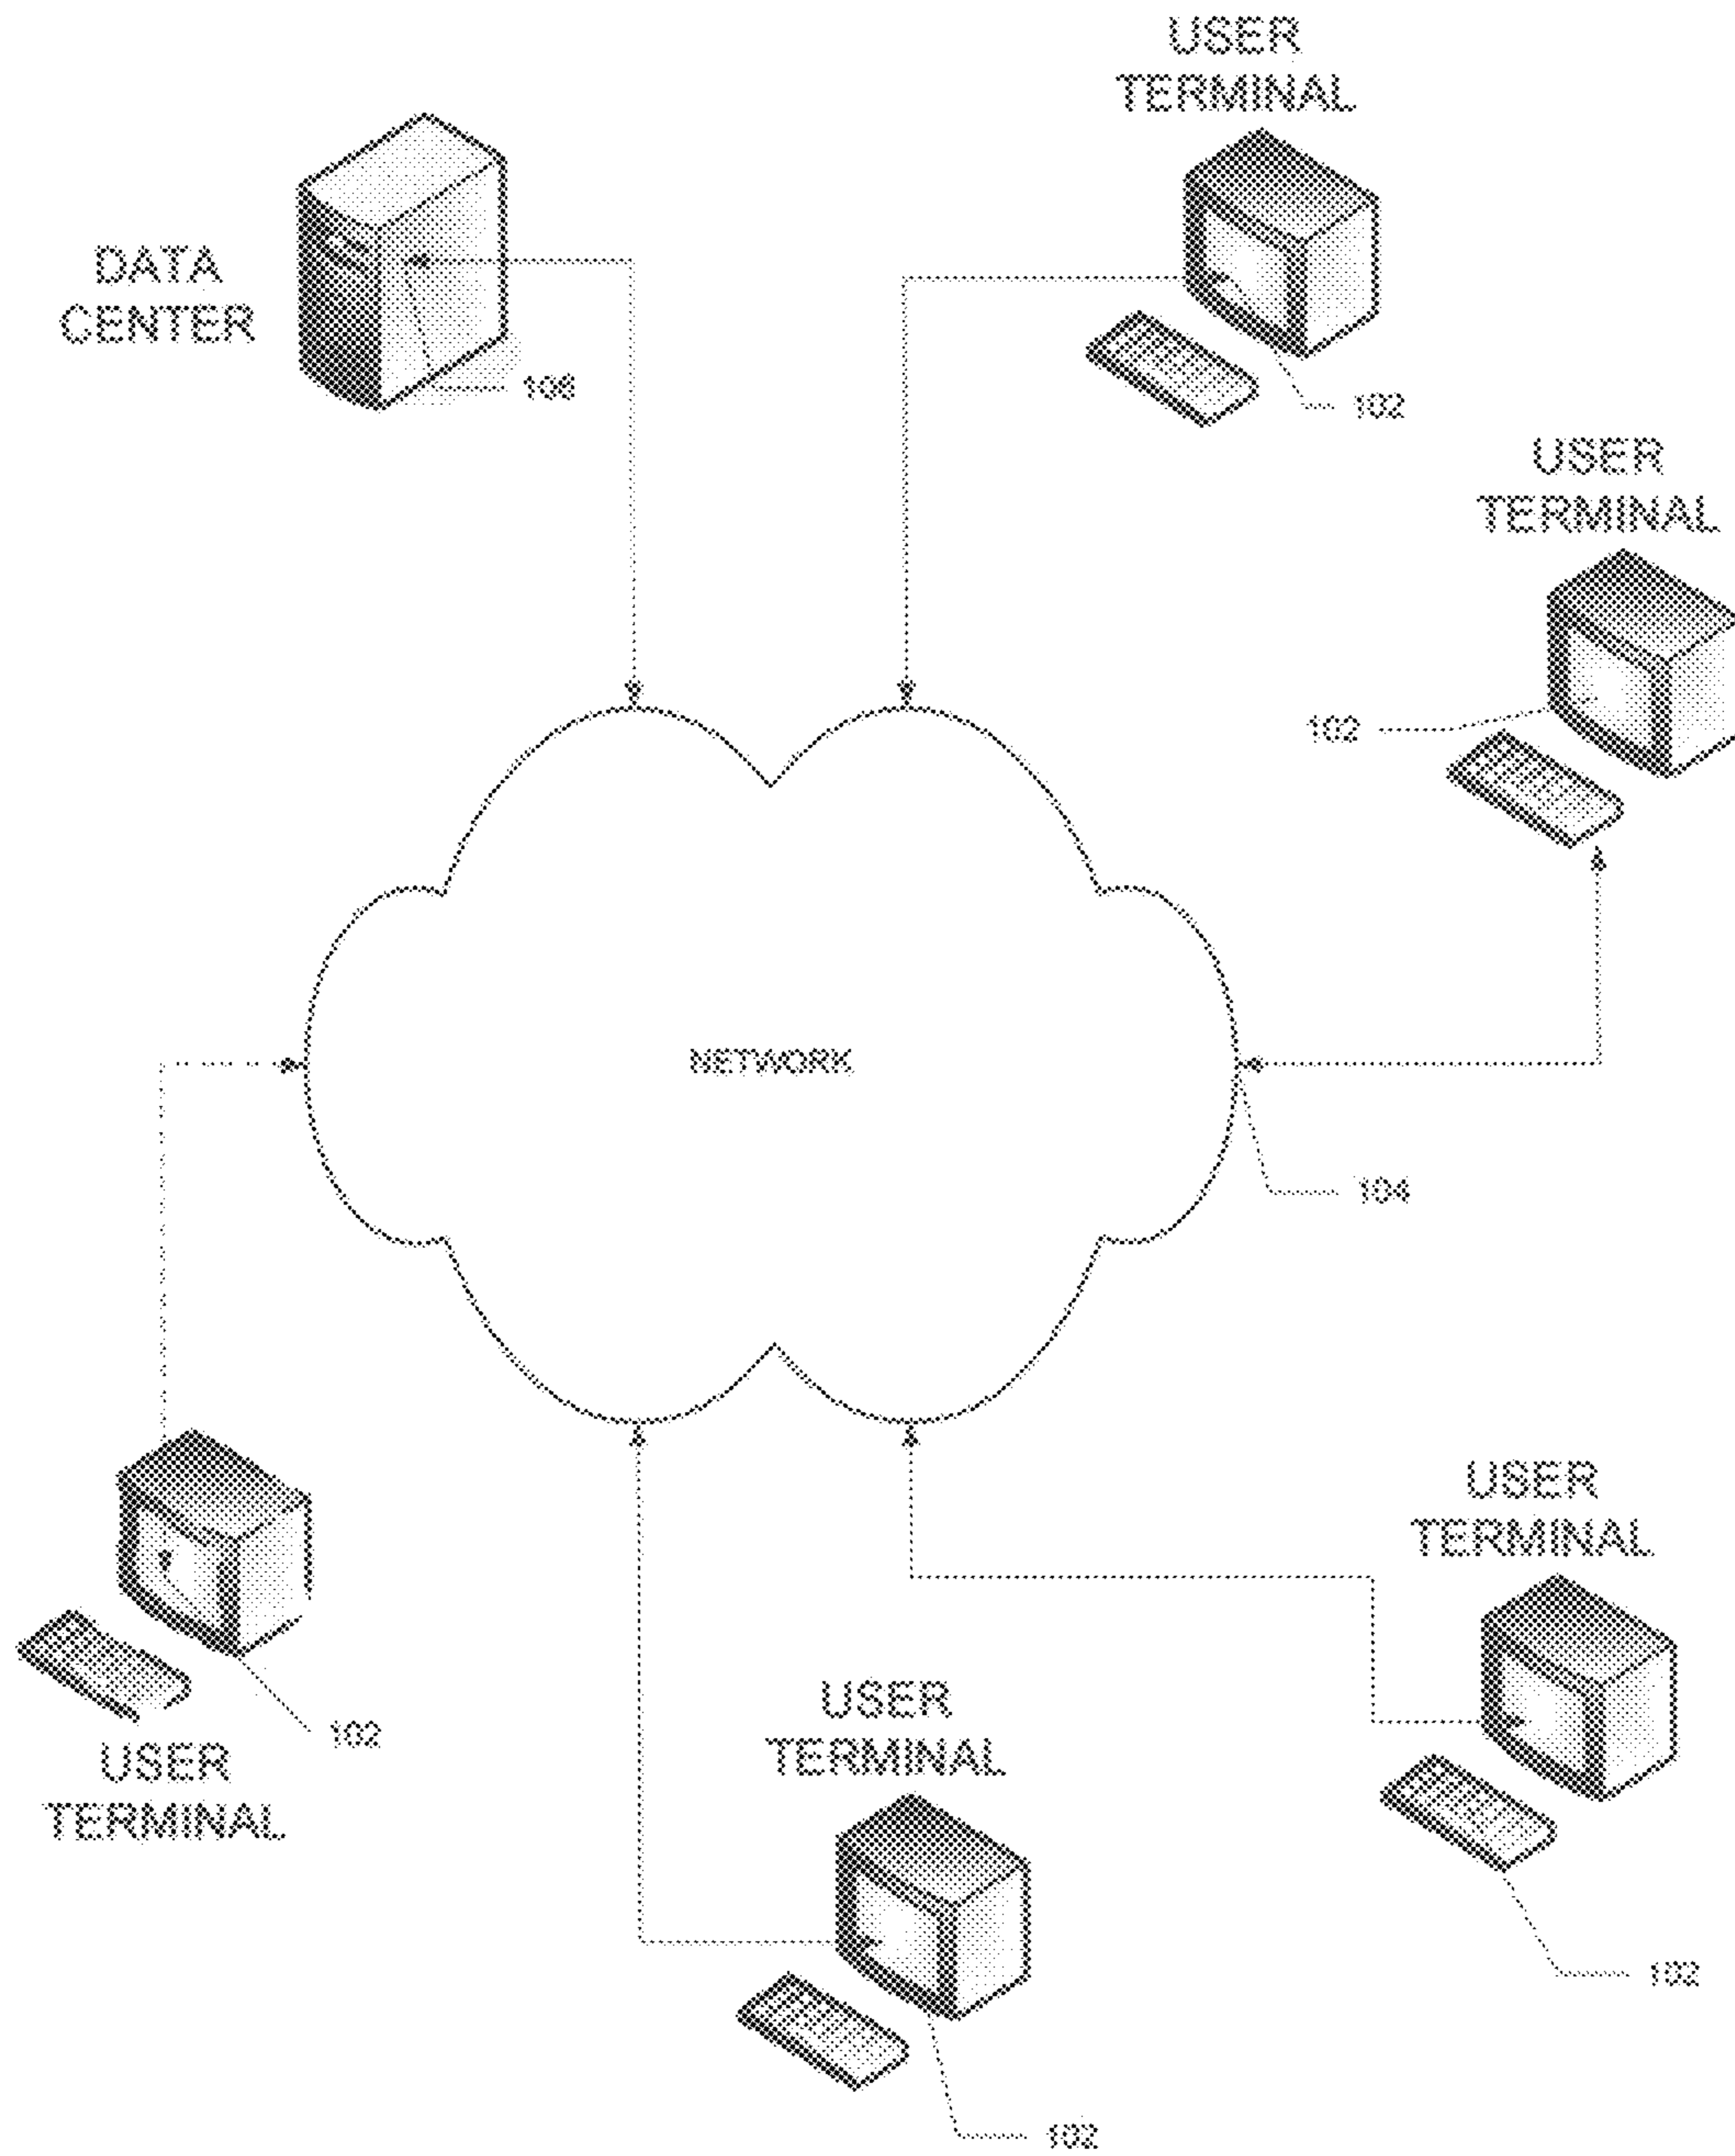 USER
TERMINAL
DATA
CENTER
106
102
USER
TERMINAL
102
NETWORK
104
USER
TERMINAL
102
USER
TERMINAL
USER
TERMINAL
102
102